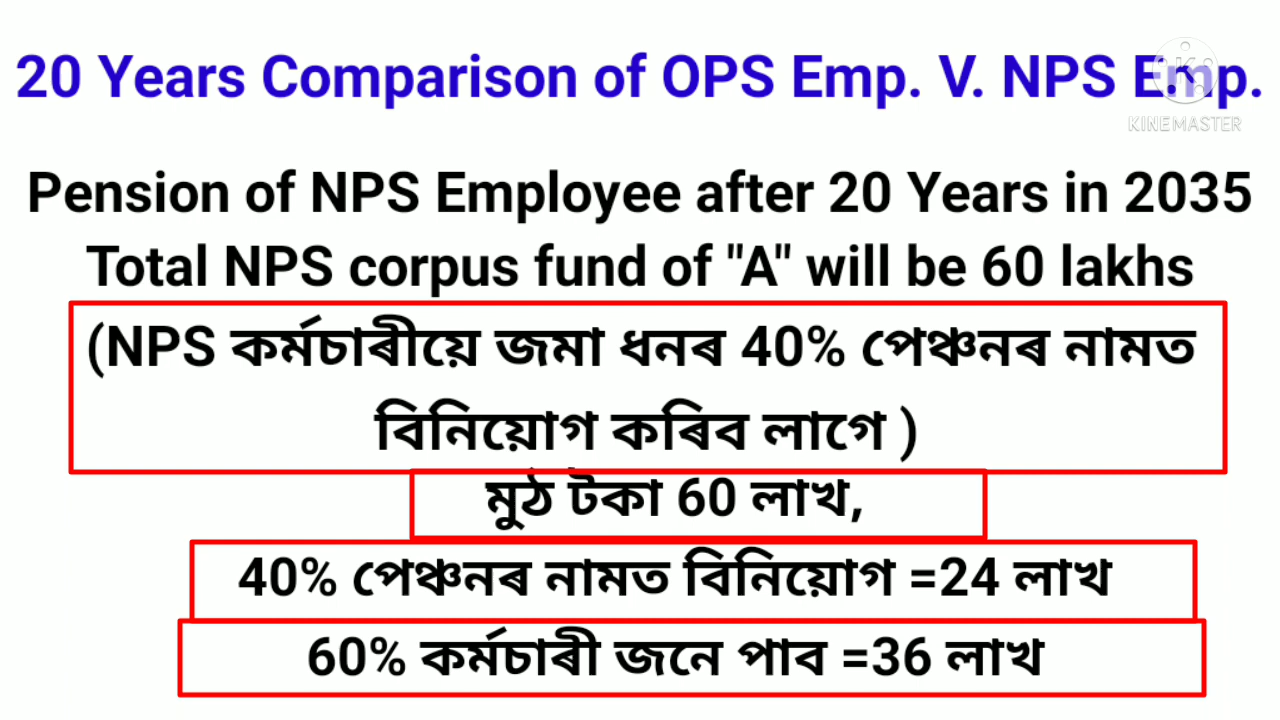 20 Years Comparison of OPS Emp. V. NPS Emp.
KINEMASTER
Pension of NPS Employee after 20 Years in 2035
Total NPS corpus fund of "A" will be 60 lakhs
(NPS কৰ্মচাৰীয়ে জমা ধনৰ 40% পেঞ্চনৰ নামত
বিনিয়োগ কৰিব লাগে )
মুঠ টকা 60 লাখ,
40% পেঞ্চনৰ নামত বিনিয়োগ =24 লাখ
60% কৰ্মচাৰী জনে পাব =36 লাখ